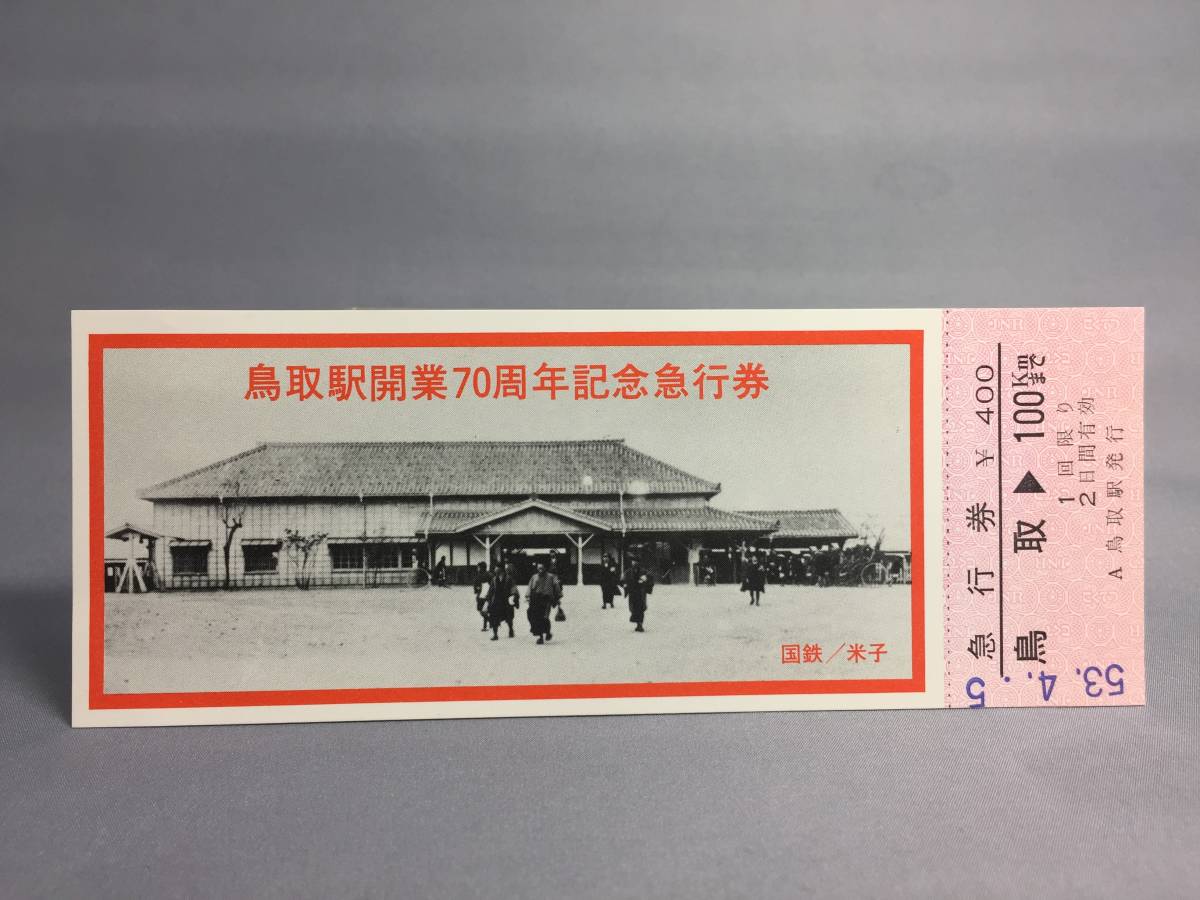 鳥取駅開業70周年記念急行券
国鉄/米子
急行券 ¥400
鳥取▶100Kmまで
1回限り
2日間有効
A 鳥取駅発行
53.4.-5